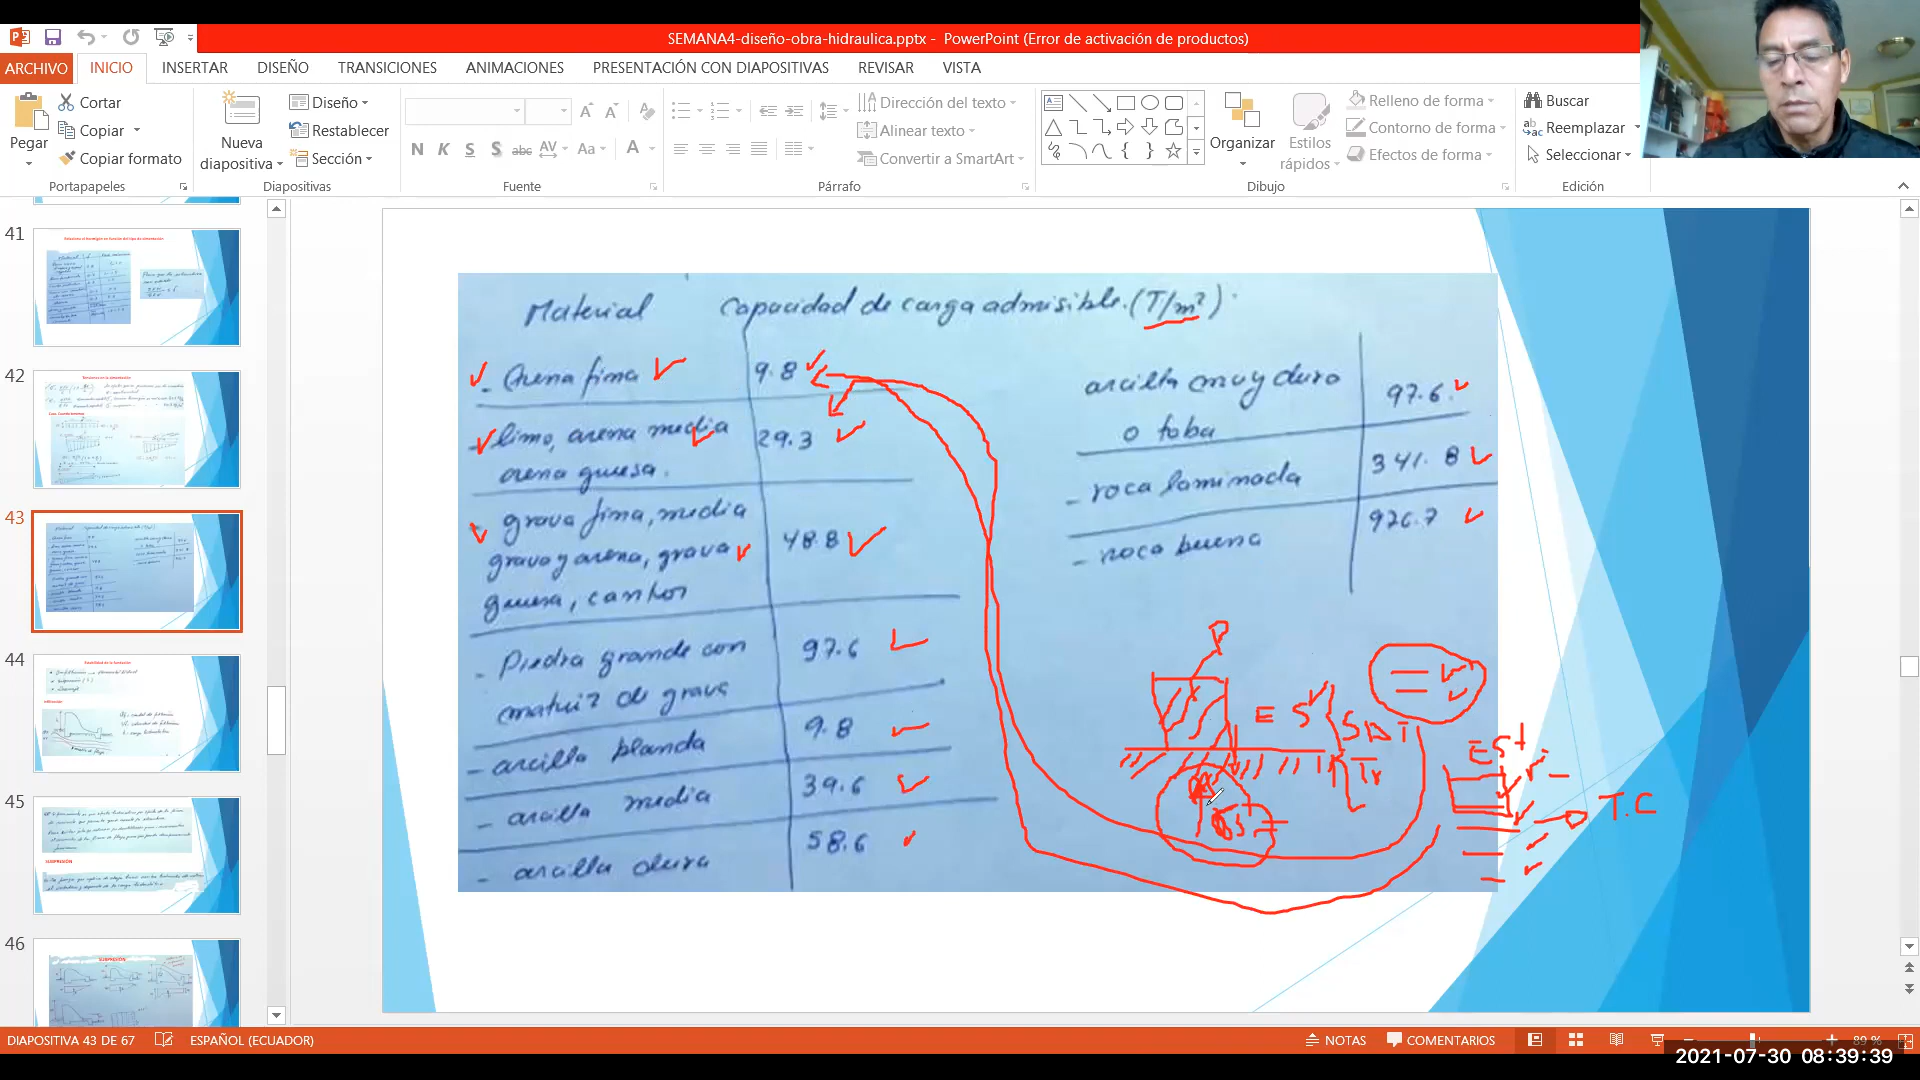 SEMANA4-diseño-obra-hidraulica.pptx - PowerPoint (Error de activación de productos)
ARCHIVO INICIO INSERTAR DISEÑO TRANSICIONES ANIMACIONES PRESENTACIÓN CON DIAPOSITIVAS REVISAR VISTA
Pegar
Cortar
Copiar
Copiar formato
Portapapeles
Nueva diapositiva
Diseño
Restablecer
Sección
Diapositivas
N K S S abc AV Aa A
Fuente
Dirección del texto
Alinear texto
Convertir a SmartArt
Párrafo
Organizar
Estilos rápidos
Relleno de forma
Contorno de forma
Efectos de forma
Dibujo
Buscar
Reemplazar
Seleccionar
Edición
41
42
43
44
45
46
SUSPRESIÓN
Material Capacidad de carga admisible. (T/m²)
- Arena fina 9.8
- limo, arena media 29.3
arena gruesa.
- grava fina, media
grava y arena, grava 48.8
gruesa, cantos
- Piedra grande con 97.6
matriz de grava
- arcilla blanda 9.8
- arcilla media 39.6
- arcilla dura 58.6
arcilla muy dura 97.6
o toba
- roca laminada 341.8
- roca buena 976.7
P
T.C
DIAPOSITIVA 43 DE 67 ESPAÑOL (ECUADOR) NOTAS COMENTARIOS 89 %
2021-07-30 08:39:39